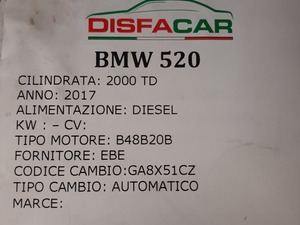 DISFACAR
BMW 520
CILINDRATA: 2000 TD
ANNO: 2017
ALIMENTAZIONE: DIESEL
KW : – CV:
TIPO MOTORE: B48B20B
FORNITORE: EBE
CODICE CAMBIO:GA8X51CZ
TIPO CAMBIO: AUTOMATICO
MARCE: